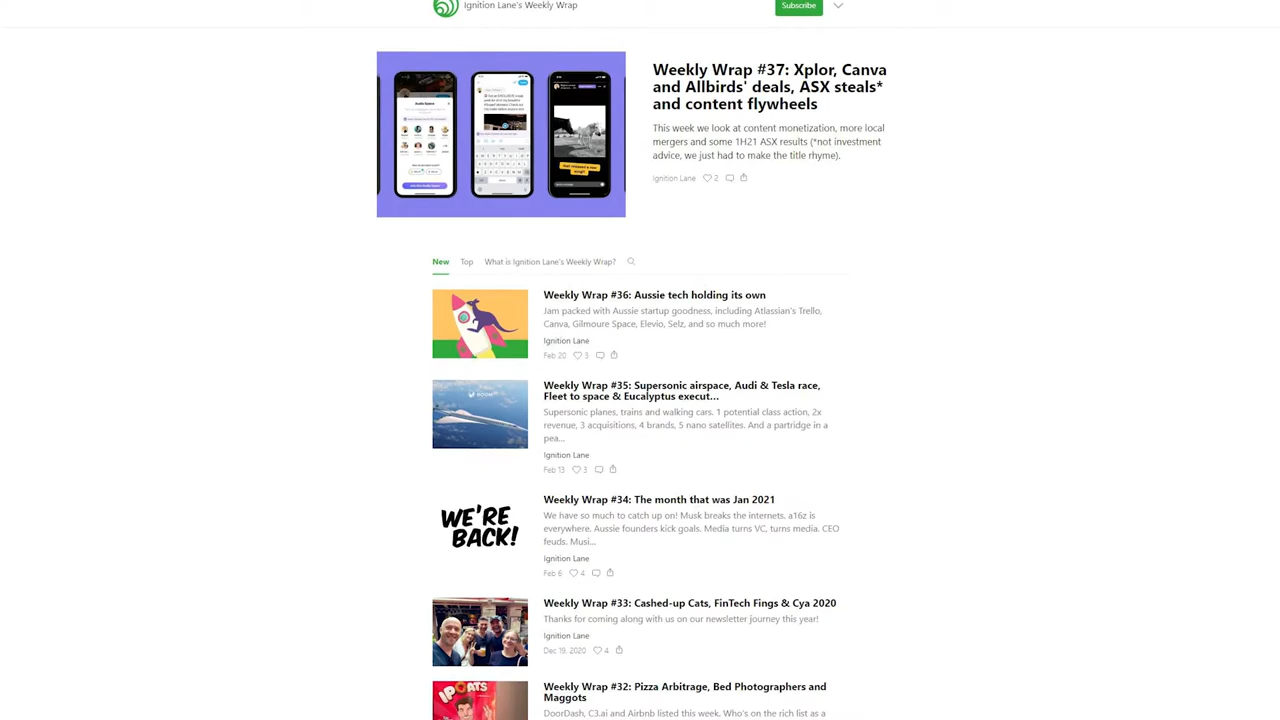 Ignition Lane's Weekly Wrap
Subscribe
Weekly Wrap #37: Xplor, Canva
and Allbirds' deals, ASX steals*
and content flywheels
This week we look at content monetization, more local
mergers and some 1H21 ASX results (*not investment
advice, we just had to make the title rhyme).
Ignition Lane 2
New Top What is Ignition Lane's Weekly Wrap?
Weekly Wrap #36: Aussie tech holding its own
Jam packed with Aussie startup goodness, including Atlassian's Trello,
Canva, Gilmoure Space, Elevio, Selz, and so much more!
Ignition Lane
Feb 20 3
Weekly Wrap #35: Supersonic airspace, Audi & Tesla race,
Fleet to space & Eucalyptus execut...
Supersonic planes, trains and walking cars. 1 potential class action, 2x
revenue, 3 acquisitions, 4 brands, 5 nano satellites. And a partridge in a
pea...
Ignition Lane
Feb 13 3
BOOM
WE'RE
BACK!
Weekly Wrap #34: The month that was Jan 2021
We have so much to catch up on! Musk breaks the internets, a16z is
everywhere. Aussie founders kick goals. Media turns VC, turns media. CEO
feuds. Musi...
Ignition Lane
Feb 6 4
Weekly Wrap #33: Cashed-up Cats, FinTech Fings & Cya 2020
Thanks for coming along with us on our newsletter journey this year!
Ignition Lane
Dec 19, 2020 4
Weekly Wrap #32: Pizza Arbitrage, Bed Photographers and
Maggots
DoorDash, C3.ai and Airbnb listed this week. Who's on the rich list as a